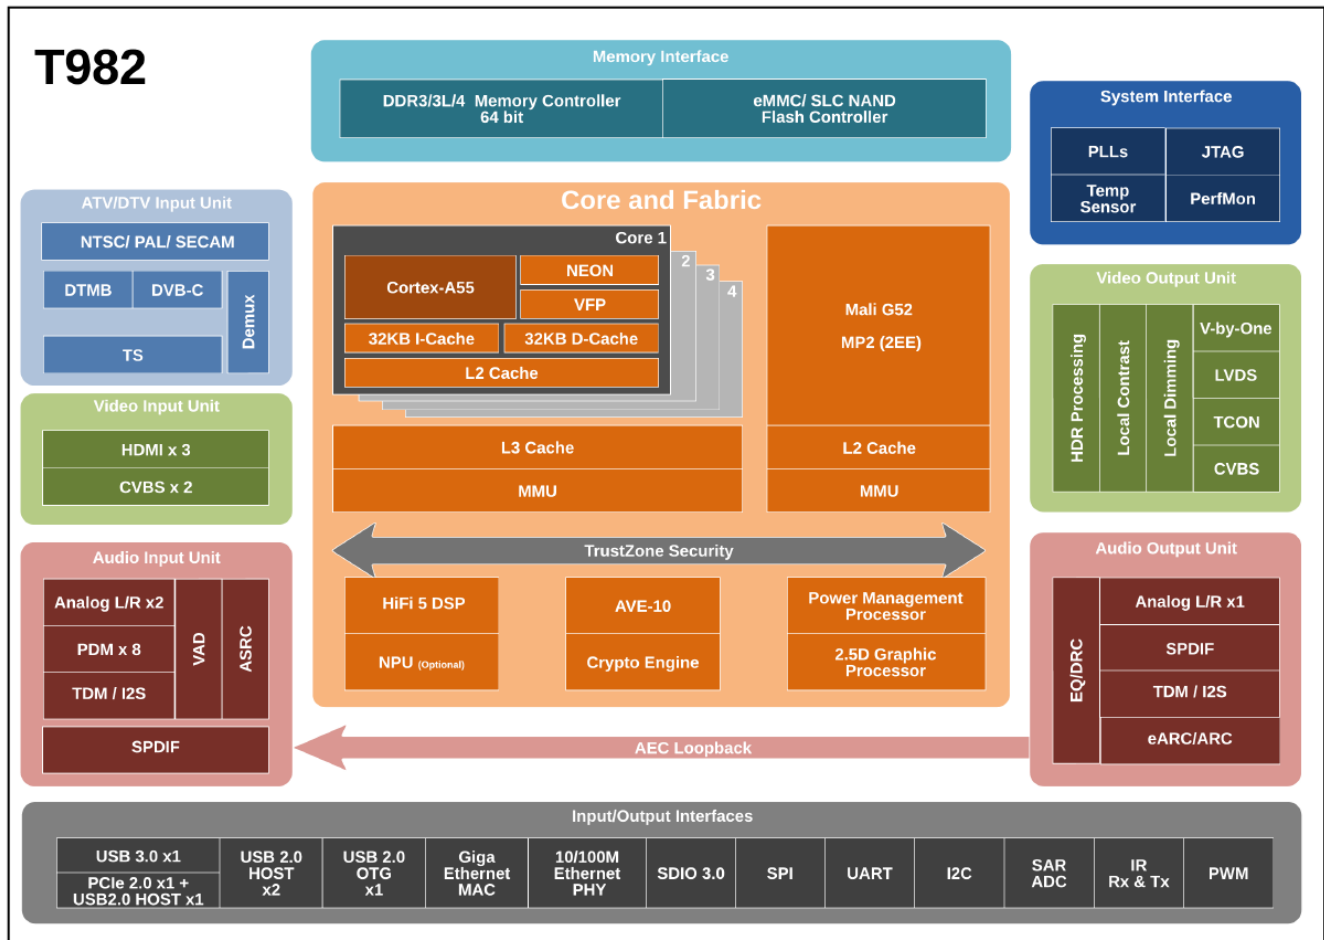 T982
Memory Interface
DDR3/3L/4 Memory Controller
64 bit
eMMC/ SLC NAND
Flash Controller
System Interface
PLLs
JTAG
Temp
Sensor
PerfMon
ATV/DTV Input Unit
NTSC/ PAL/ SECAM
DTMB
DVB-C
Demux
TS
Video Input Unit
HDMI x 3
CVBS x 2
Audio Input Unit
Analog L/R x2
PDM x 8
TDM / I2S
VAD
ASRC
SPDIF
Core and Fabric
Core 1
2
3
4
Cortex-A55
NEON
VFP
32KB I-Cache
32KB D-Cache
L2 Cache
L3 Cache
MMU
Mali G52
MP2 (2EE)
L2 Cache
MMU
TrustZone Security
HiFi 5 DSP
NPU (Optional)
AVE-10
Crypto Engine
Power Management
Processor
2.5D Graphic
Processor
AEC Loopback
Video Output Unit
HDR Processing
Local Contrast
Local Dimming
V-by-One
LVDS
TCON
CVBS
Audio Output Unit
EQ/DRC
Analog L/R x1
SPDIF
TDM / I2S
eARC/ARC
Input/Output Interfaces
USB 3.0 x1
PCIe 2.0 x1 +
USB2.0 HOST x1
USB 2.0
HOST
x2
USB 2.0
OTG
x1
Giga
Ethernet
MAC
10/100M
Ethernet
PHY
SDIO 3.0
SPI
UART
I2C
SAR
ADC
IR
Rx & Tx
PWM